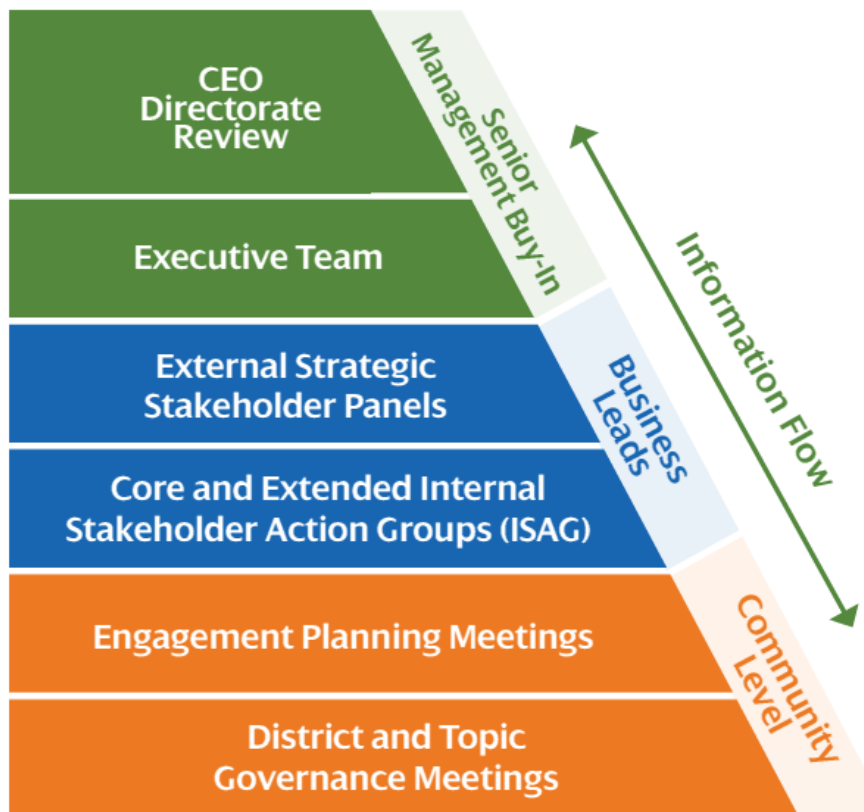 CEO
Directorate
Review
Senior
Management Buy-In
Executive Team
Information Flow
External Strategic
Stakeholder Panels
Business
Leads
Core and Extended Internal
Stakeholder Action Groups (ISAG)
Engagement Planning Meetings
Community
Level
District and Topic
Governance Meetings